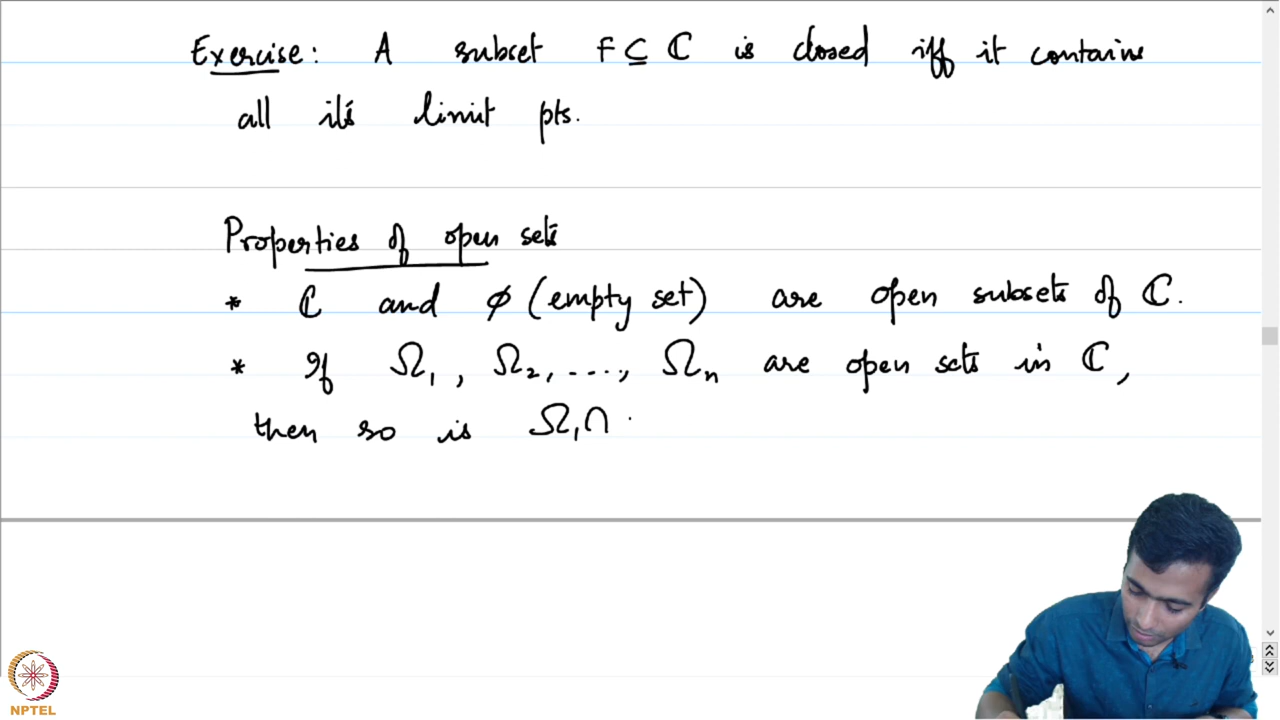 Exercise: A subset F ⊆ ℂ is closed iff it contains
all its limit pts.
Properties of open sets
* ℂ and φ (empty set) are open subsets of ℂ.
* If Ω₁, Ω₂, ...., Ωₙ are open sets in ℂ,
then so is Ω₁∩
NPTEL